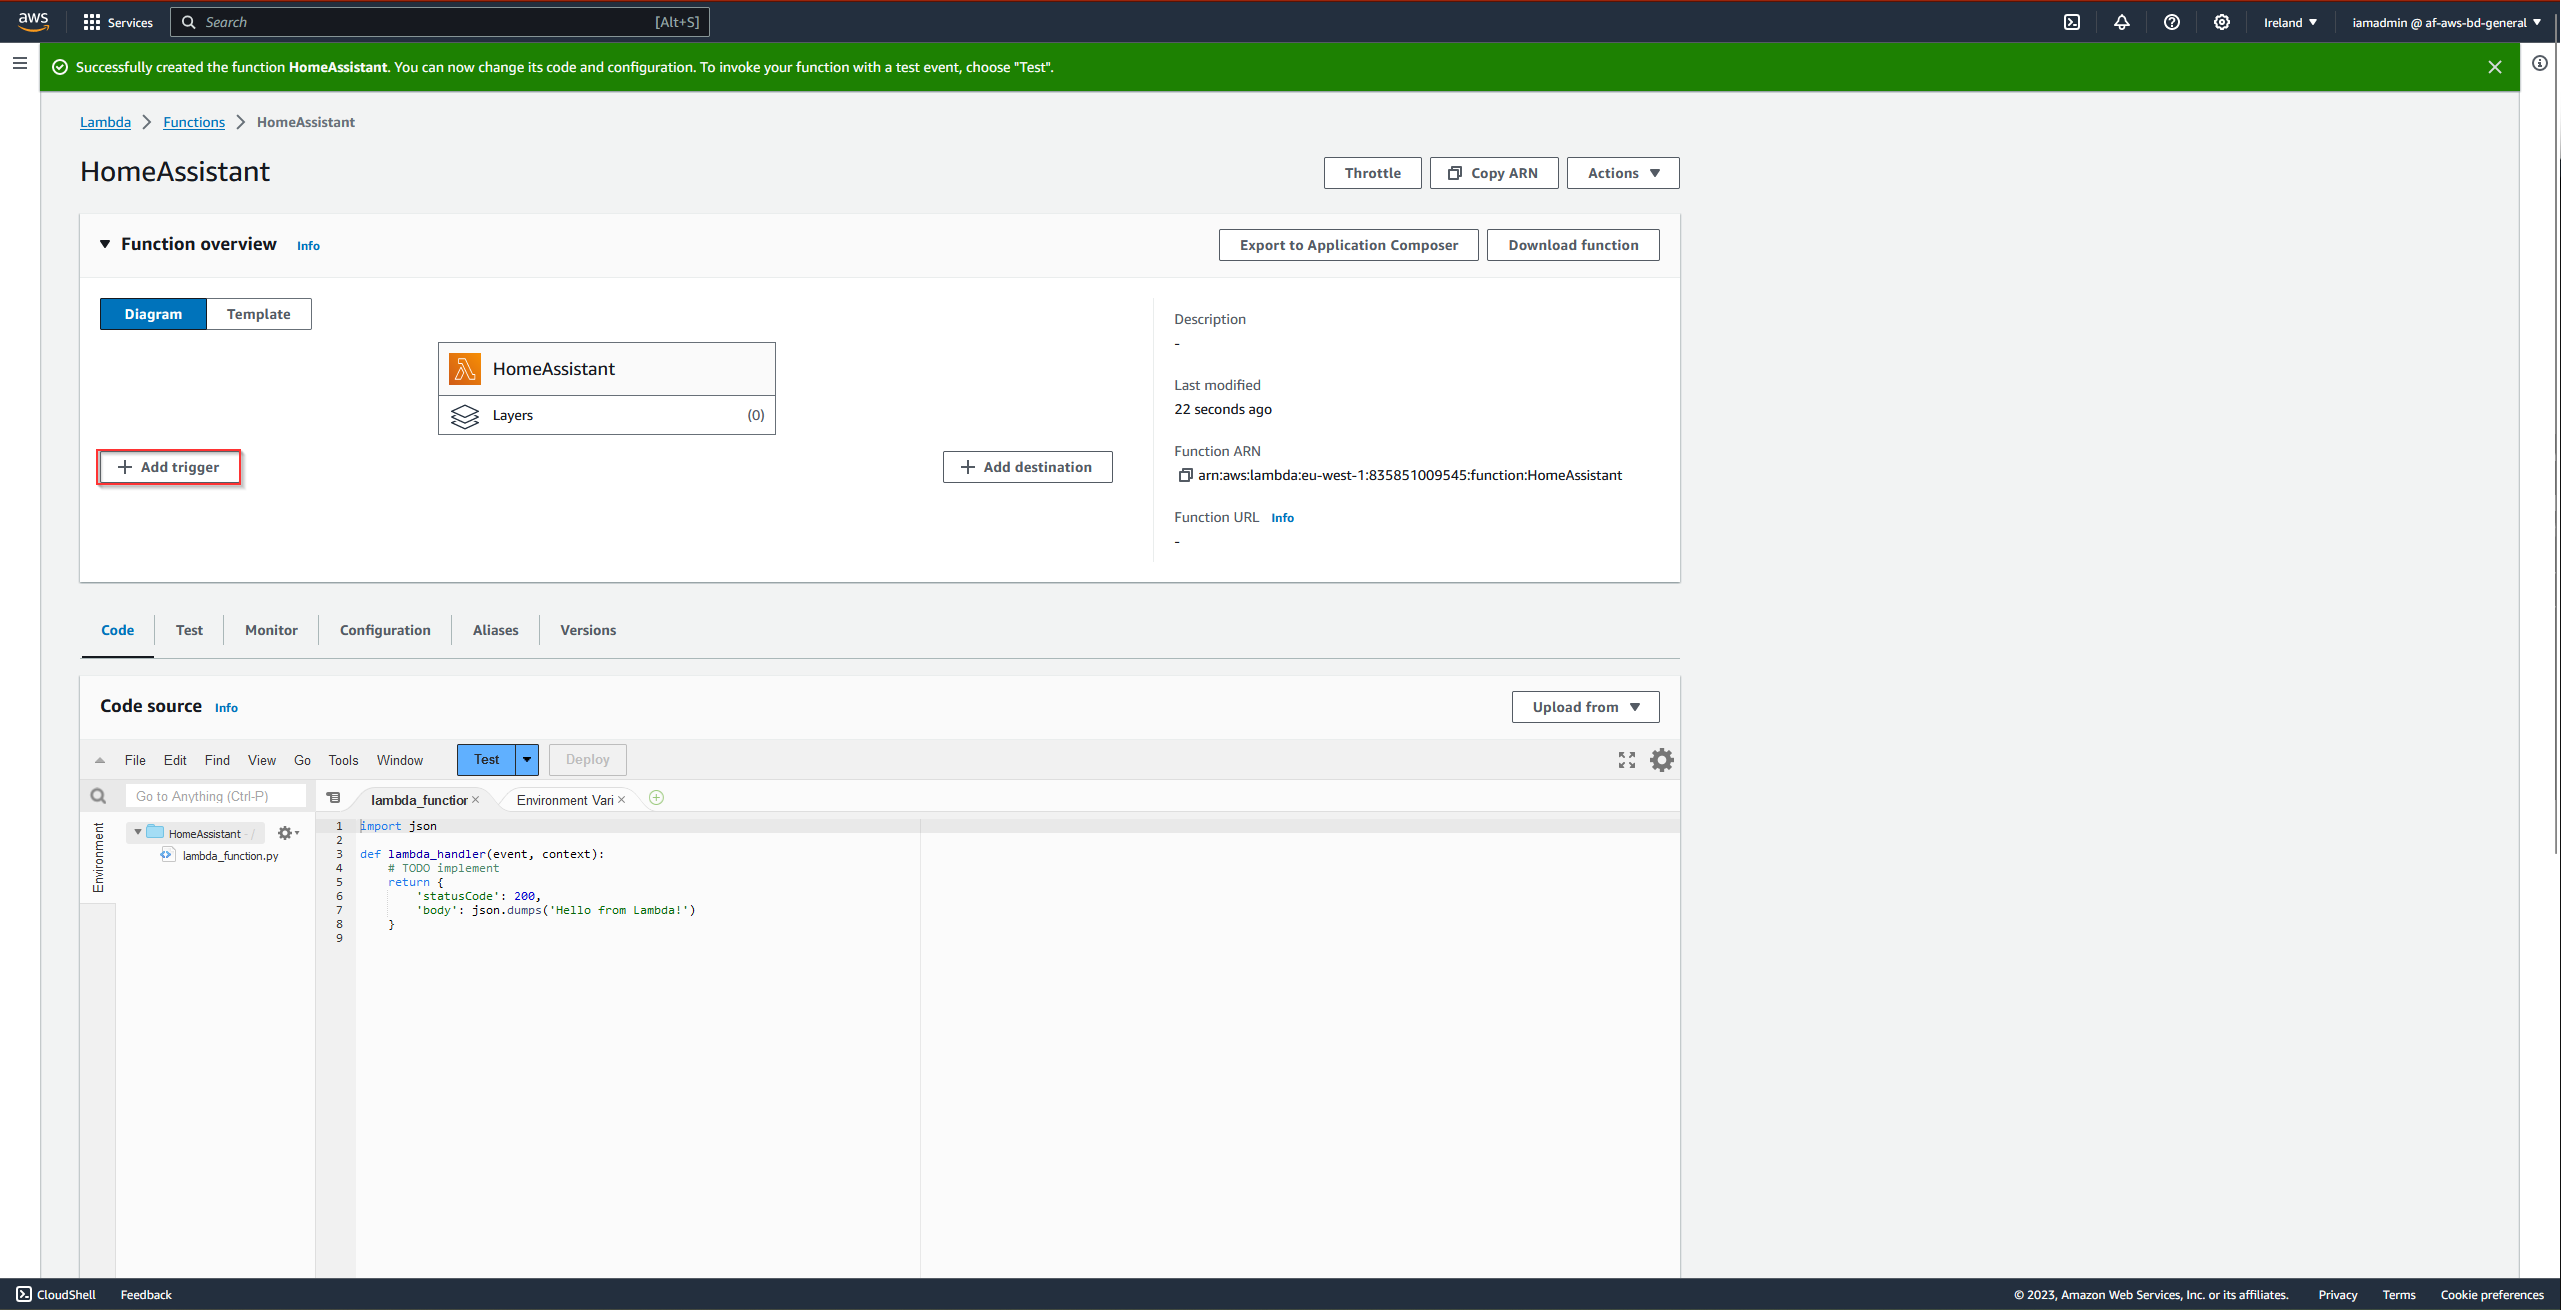 aws Services Search [Alt+S] Ireland iamadmin @ af-aws-bd-general
Successfully created the function HomeAssistant. You can now change its code and configuration. To invoke your function with a test event, choose "Test".
Lambda Functions HomeAssistant
HomeAssistant
Throttle Copy ARN Actions
Function overview Info
Export to Application Composer Download function
Diagram Template
HomeAssistant
Layers (0)
+ Add trigger
+ Add destination
Description
-
Last modified
22 seconds ago
Function ARN
arn:aws:lambda:eu-west-1:835851009545:function:HomeAssistant
Function URL Info
-
Code Test Monitor Configuration Aliases Versions
Code source Info
Upload from
File Edit Find View Go Tools Window Test Deploy
Go to Anything (Ctrl-P)
lambda_function × Environment Vari ×
Environment
HomeAssistant - /
lambda_function.py
1 import json
2
3 def lambda_handler(event, context):
4 # TODO implement
5 return {
6 'statusCode': 200,
7 'body': json.dumps('Hello from Lambda!')
8 }
9
CloudShell Feedback
© 2023, Amazon Web Services, Inc. or its affiliates. Privacy Terms Cookie preferences